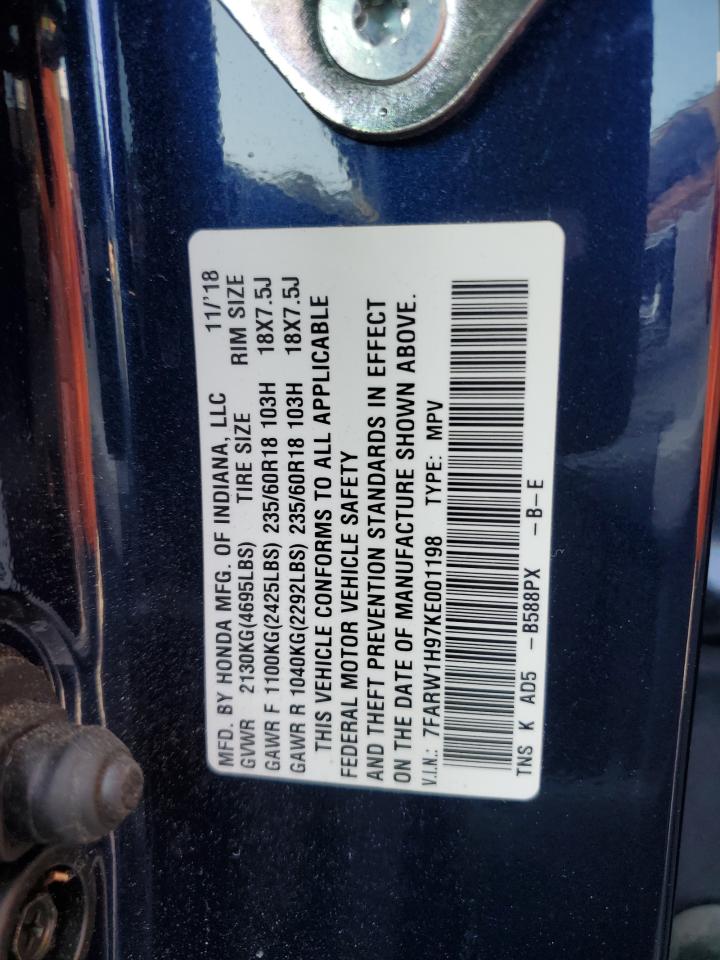 MFD. BY HONDA MFG. OF INDIANA, LLC 11/'18
GVWR 2130KG(4695LBS) TIRE SIZE RIM SIZE
GAWR F 1100KG(2425LBS) 235/60R18 103H 18X7.5J
GAWR R 1040KG(2292LBS) 235/60R18 103H 18X7.5J
THIS VEHICLE CONFORMS TO ALL APPLICABLE
FEDERAL MOTOR VEHICLE SAFETY
AND THEFT PREVENTION STANDARDS IN EFFECT
ON THE DATE OF MANUFACTURE SHOWN ABOVE.
V.I.N.: 7FARW1H97KE001198 TYPE: MPV
TNS K AD5 -B588PX -B-E